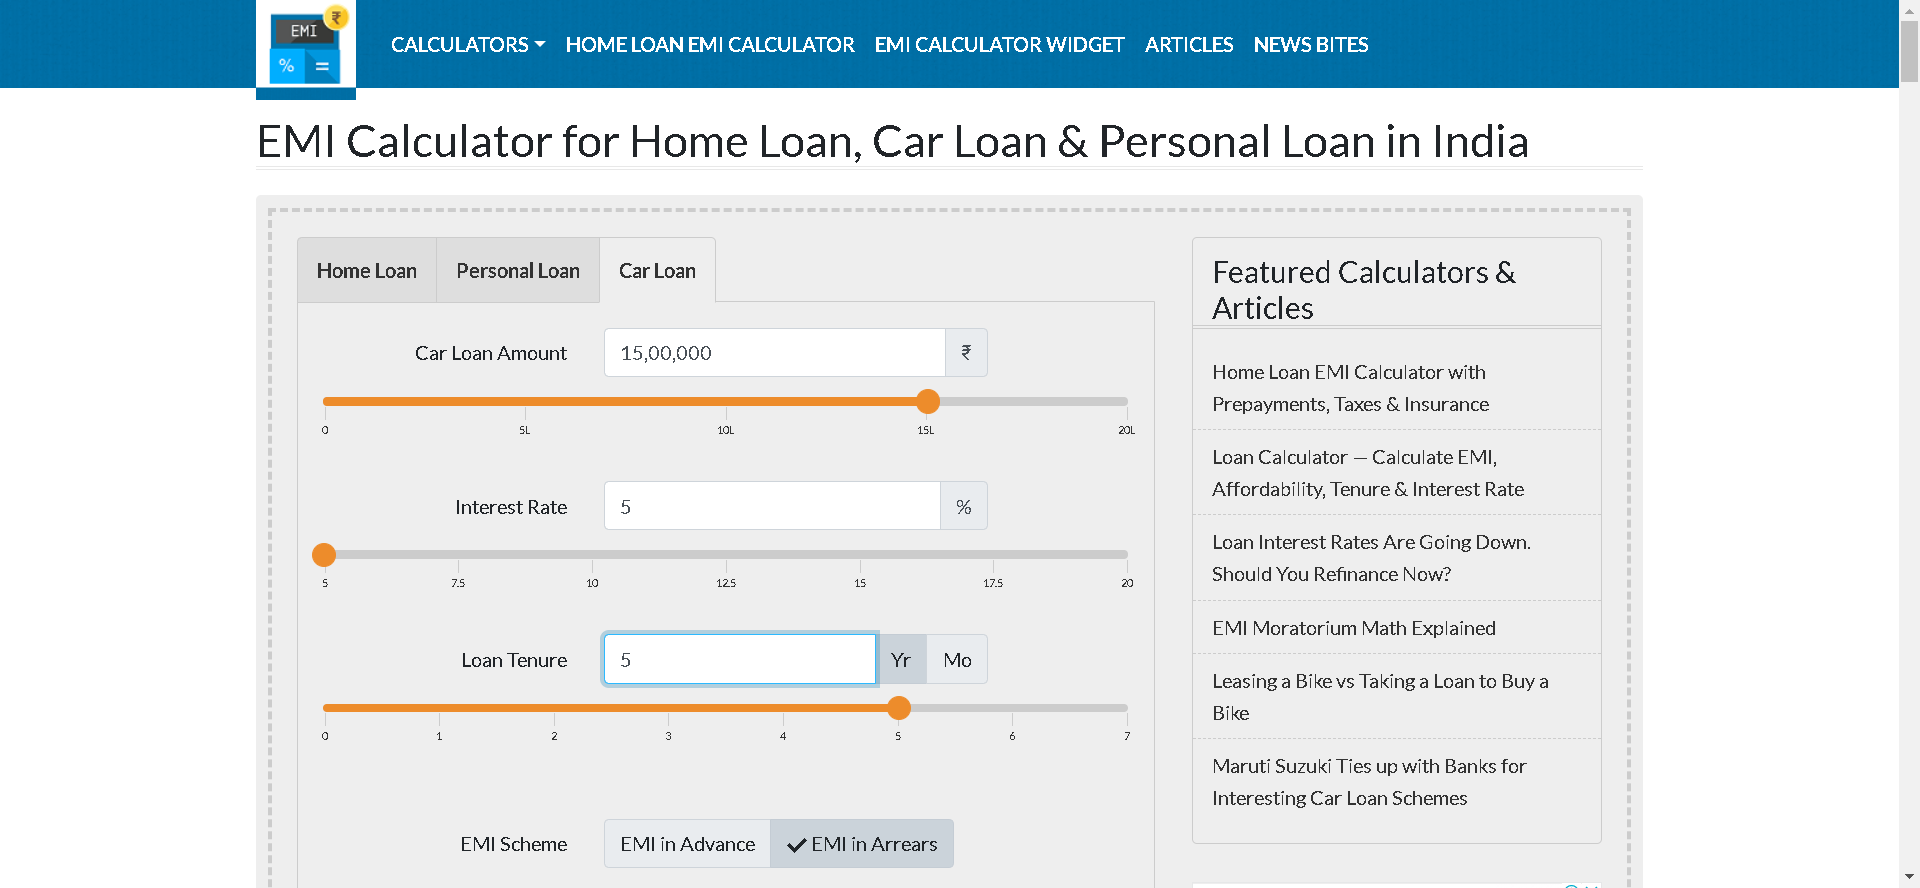 EMI
₹
%
=
CALCULATORS
HOME LOAN EMI CALCULATOR
EMI CALCULATOR WIDGET
ARTICLES
NEWS BITES
EMI Calculator for Home Loan, Car Loan & Personal Loan in India
Home Loan
Personal Loan
Car Loan
Car Loan Amount
15,00,000
₹
0
5L
10L
15L
20L
Interest Rate
5
%
5
7.5
10
12.5
15
17.5
20
Loan Tenure
5
Yr
Mo
0
1
2
3
4
5
6
7
EMI Scheme
EMI in Advance
EMI in Arrears
Featured Calculators &
Articles
Home Loan EMI Calculator with
Prepayments, Taxes & Insurance
Loan Calculator — Calculate EMI,
Affordability, Tenure & Interest Rate
Loan Interest Rates Are Going Down.
Should You Refinance Now?
EMI Moratorium Math Explained
Leasing a Bike vs Taking a Loan to Buy a
Bike
Maruti Suzuki Ties up with Banks for
Interesting Car Loan Schemes